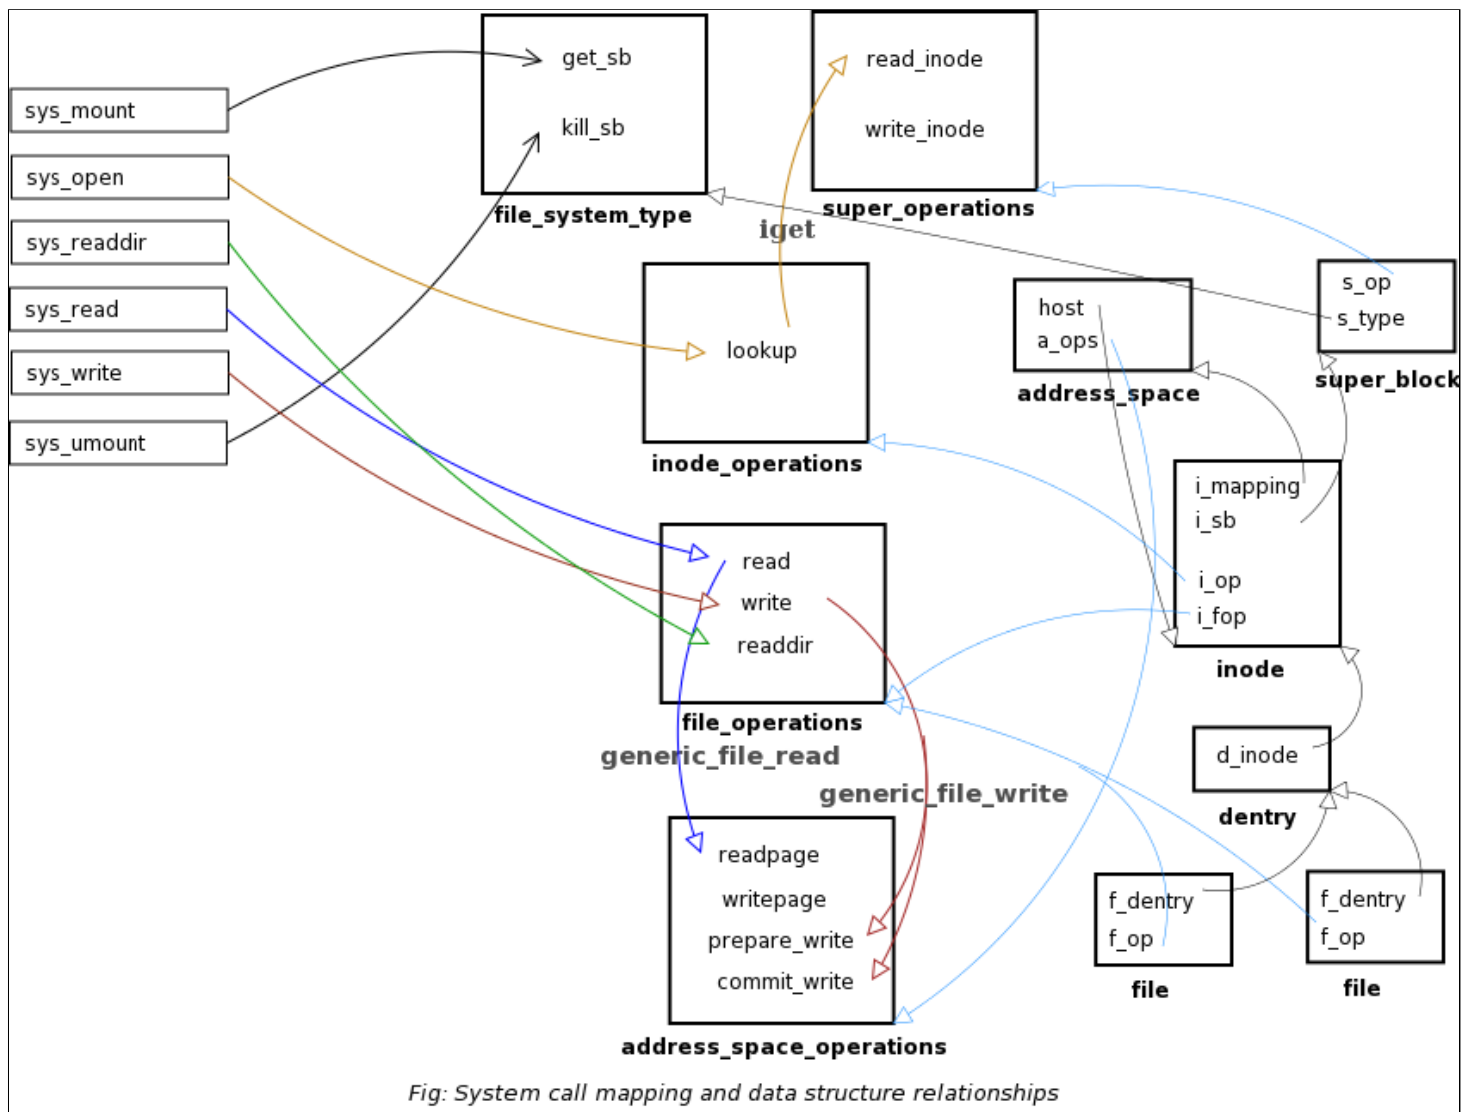 sys_mount
sys_open
sys_readdir
sys_read
sys_write
sys_umount
get_sb
kill_sb
file_system_type
read_inode
write_inode
super_operations
iget
lookup
inode_operations
host
a_ops
address_space
s_op
s_type
super_block
i_mapping
i_sb
i_op
i_fop
inode
read
write
readdir
file_operations
generic_file_read
generic_file_write
d_inode
dentry
readpage
writepage
prepare_write
commit_write
address_space_operations
f_dentry
f_op
file
f_dentry
f_op
file
Fig: System call mapping and data structure relationships